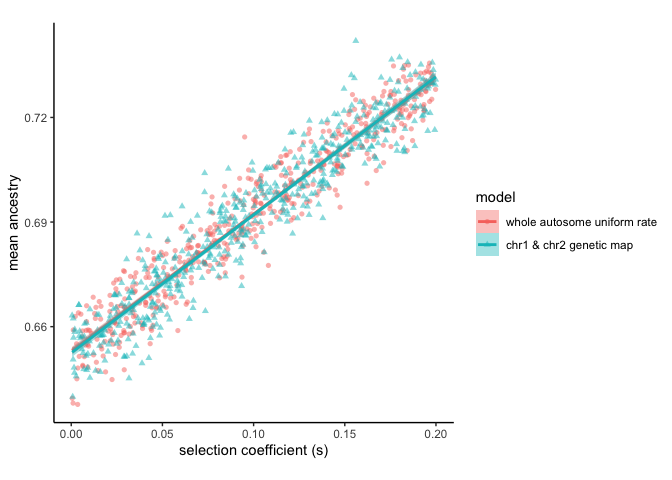 0.72
0.69
0.66
mean ancestry
0.00
0.05
0.10
0.15
0.20
selection coefficient (s)
model
whole autosome uniform rate
chr1 & chr2 genetic map